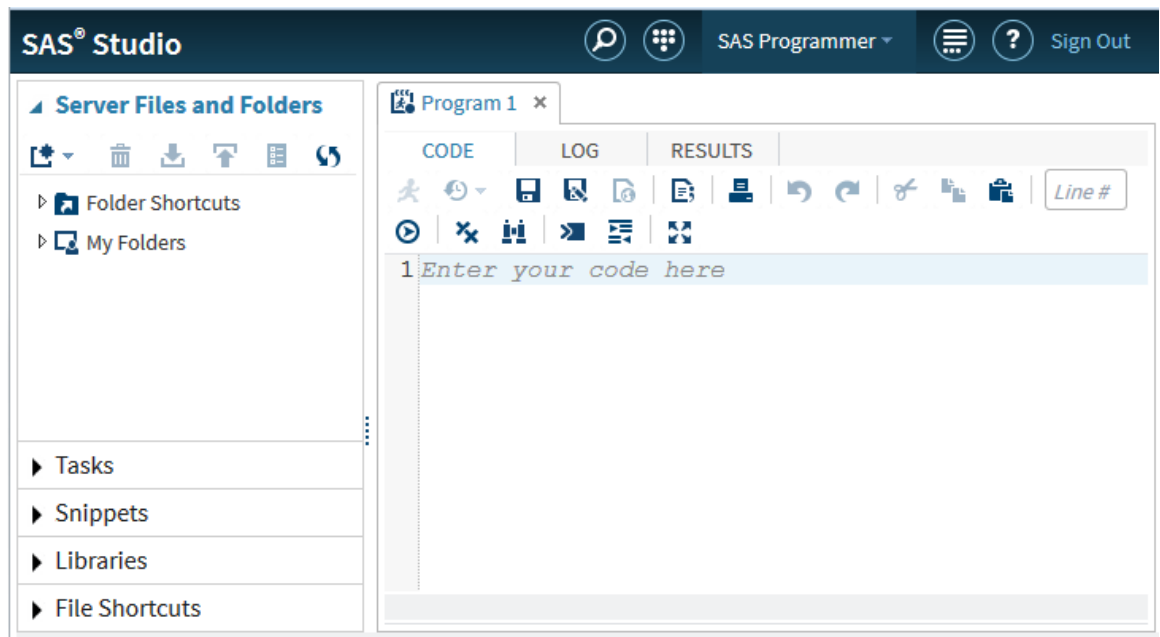 SAS® Studio
SAS Programmer
?
Sign Out
Server Files and Folders
Folder Shortcuts
My Folders
Tasks
Snippets
Libraries
File Shortcuts
Program 1
CODE LOG RESULTS
Line #
1 Enter your code here